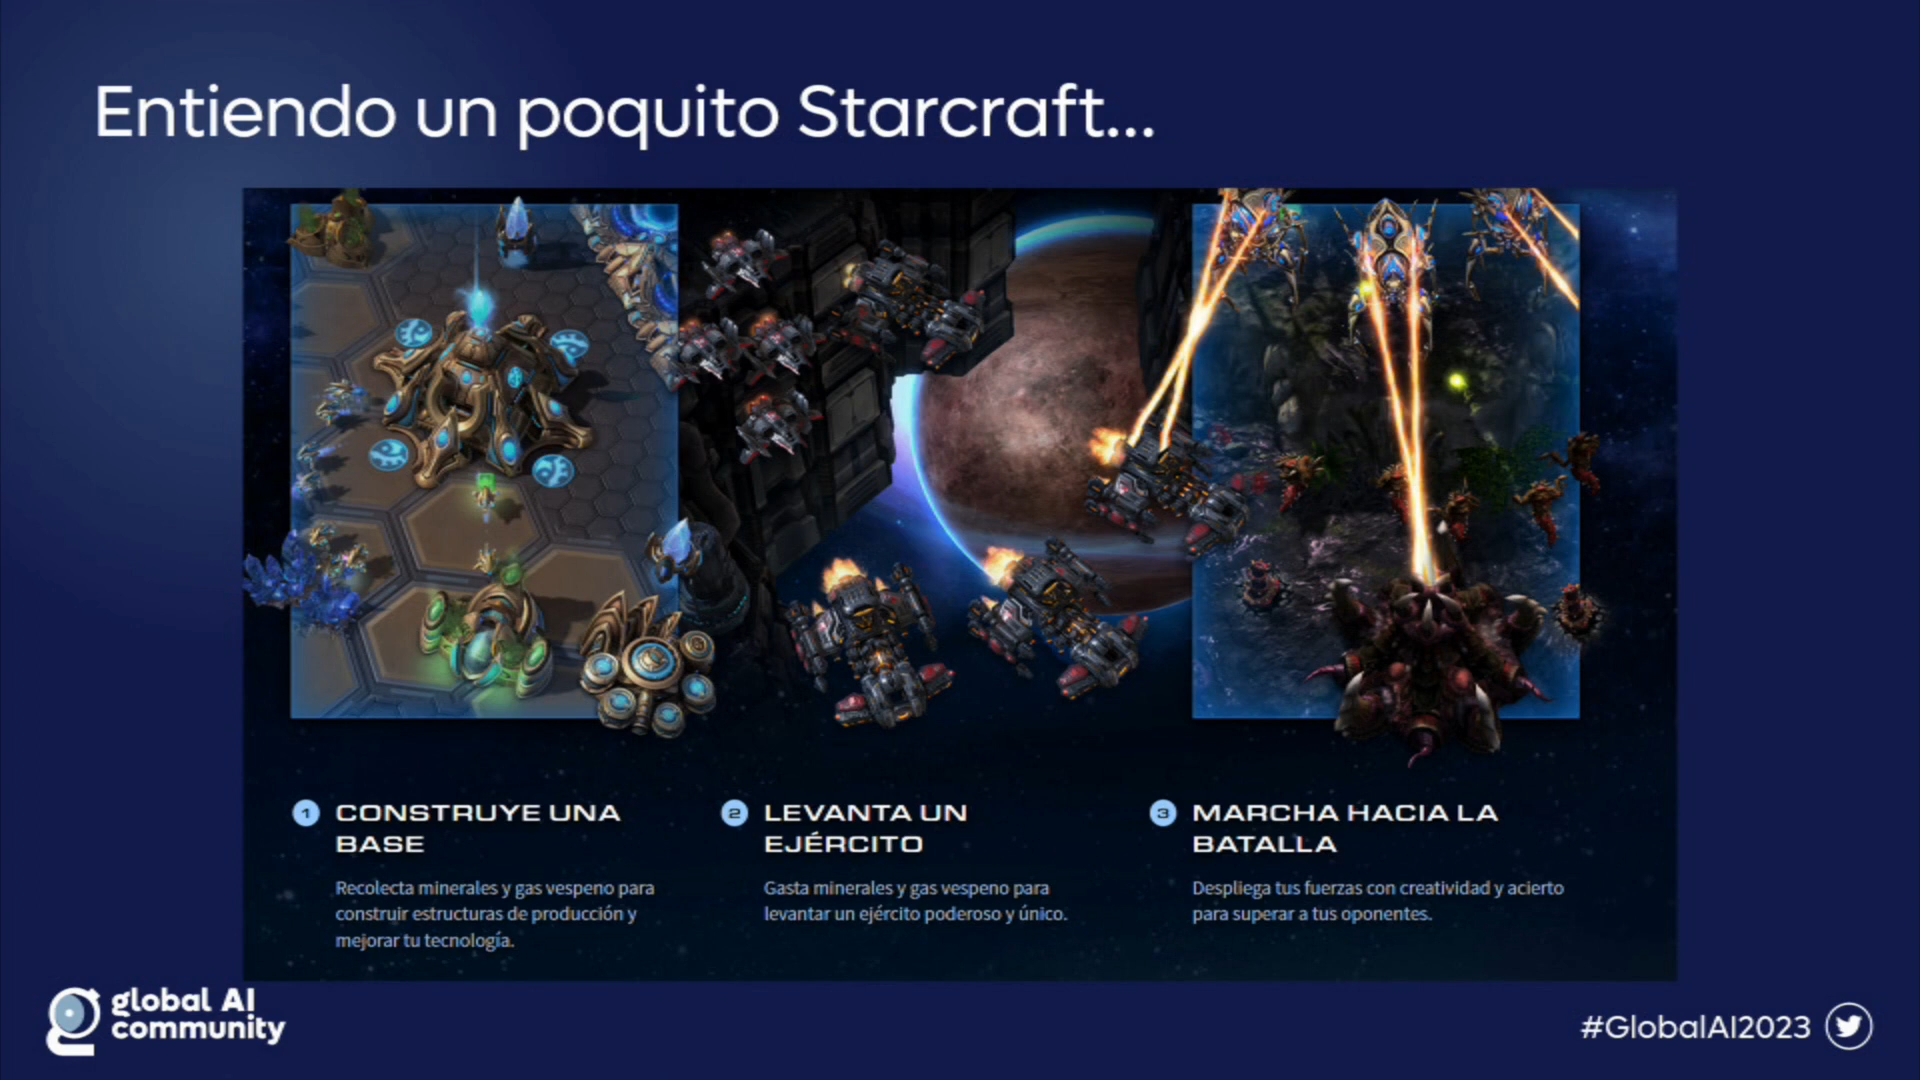 Entiendo un poquito Starcraft...
1 CONSTRUYE UNA
BASE
Recolecta minerales y gas vespeno para
construir estructuras de producción y
mejorar tu tecnología.
2 LEVANTA UN
EJÉRCITO
Gasta minerales y gas vespeno para
levantar un ejército poderoso y único.
3 MARCHA HACIA LA
BATALLA
Despliega tus fuerzas con creatividad y acierto
para superar a tus oponentes.
global AI
community
#GlobalAI2023